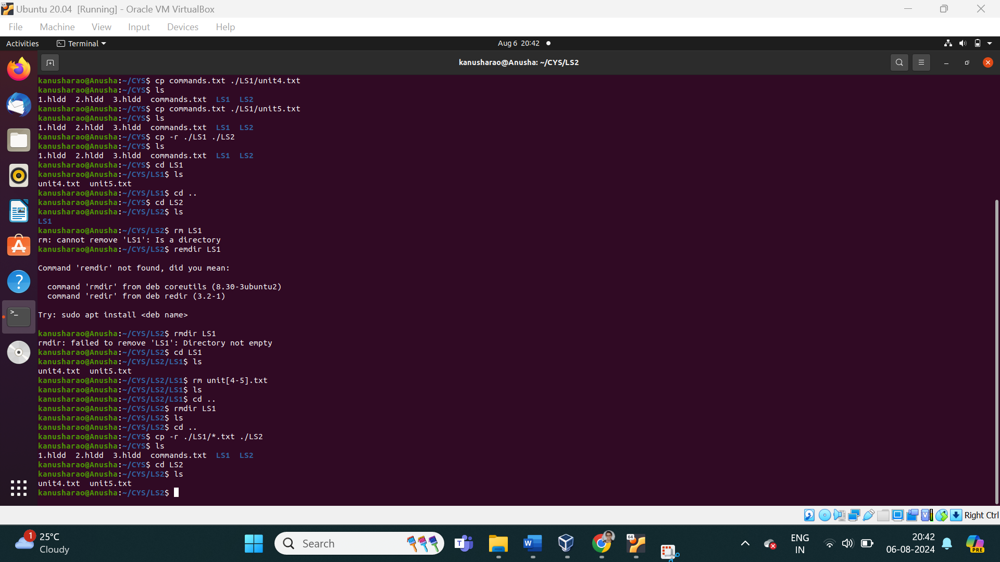 Ubuntu 20.04 [Running] - Oracle VM VirtualBox
File Machine View Input Devices Help
Activities Terminal Aug 6 20:42
kanusharao@Anusha: ~/CYS/LS2
kanusharao@Anusha:~/CYS$ cp commands.txt ./LS1/unit4.txt
kanusharao@Anusha:~/CYS$ ls
1.hldd 2.hldd 3.hldd commands.txt LS1 LS2
kanusharao@Anusha:~/CYS$ cp commands.txt ./LS1/unit5.txt
kanusharao@Anusha:~/CYS$ ls
1.hldd 2.hldd 3.hldd commands.txt LS1 LS2
kanusharao@Anusha:~/CYS$ cp -r ./LS1 ./LS2
kanusharao@Anusha:~/CYS$ ls
1.hldd 2.hldd 3.hldd commands.txt LS1 LS2
kanusharao@Anusha:~/CYS$ cd LS1
kanusharao@Anusha:~/CYS/LS1$ ls
unit4.txt unit5.txt
kanusharao@Anusha:~/CYS/LS1$ cd ..
kanusharao@Anusha:~/CYS$ cd LS2
kanusharao@Anusha:~/CYS/LS2$ ls
LS1
kanusharao@Anusha:~/CYS/LS2$ rm LS1
rm: cannot remove 'LS1': Is a directory
kanusharao@Anusha:~/CYS/LS2$ remdir LS1
Command 'remdir' not found, did you mean:
command 'rmdir' from deb coreutils (8.30-3ubuntu2)
command 'redir' from deb redir (3.2-1)
Try: sudo apt install <deb name>
kanusharao@Anusha:~/CYS/LS2$ rmdir LS1
rmdir: failed to remove 'LS1': Directory not empty
kanusharao@Anusha:~/CYS/LS2$ cd LS1
kanusharao@Anusha:~/CYS/LS2/LS1$ ls
unit4.txt unit5.txt
kanusharao@Anusha:~/CYS/LS2/LS1$ rm unit[4-5].txt
kanusharao@Anusha:~/CYS/LS2/LS1$ ls
kanusharao@Anusha:~/CYS/LS2/LS1$ cd ..
kanusharao@Anusha:~/CYS/LS2$ rmdir LS1
kanusharao@Anusha:~/CYS/LS2$ ls
kanusharao@Anusha:~/CYS/LS2$ cd ..
kanusharao@Anusha:~/CYS$ cp -r ./LS1/*.txt ./LS2
kanusharao@Anusha:~/CYS$ ls
1.hldd 2.hldd 3.hldd commands.txt LS1 LS2
kanusharao@Anusha:~/CYS$ cd LS2
kanusharao@Anusha:~/CYS/LS2$ ls
unit4.txt unit5.txt
kanusharao@Anusha:~/CYS/LS2$
Right Ctrl
1 25°C
Cloudy
Search
64
ENG
IN
20:42
06-08-2024
PRE